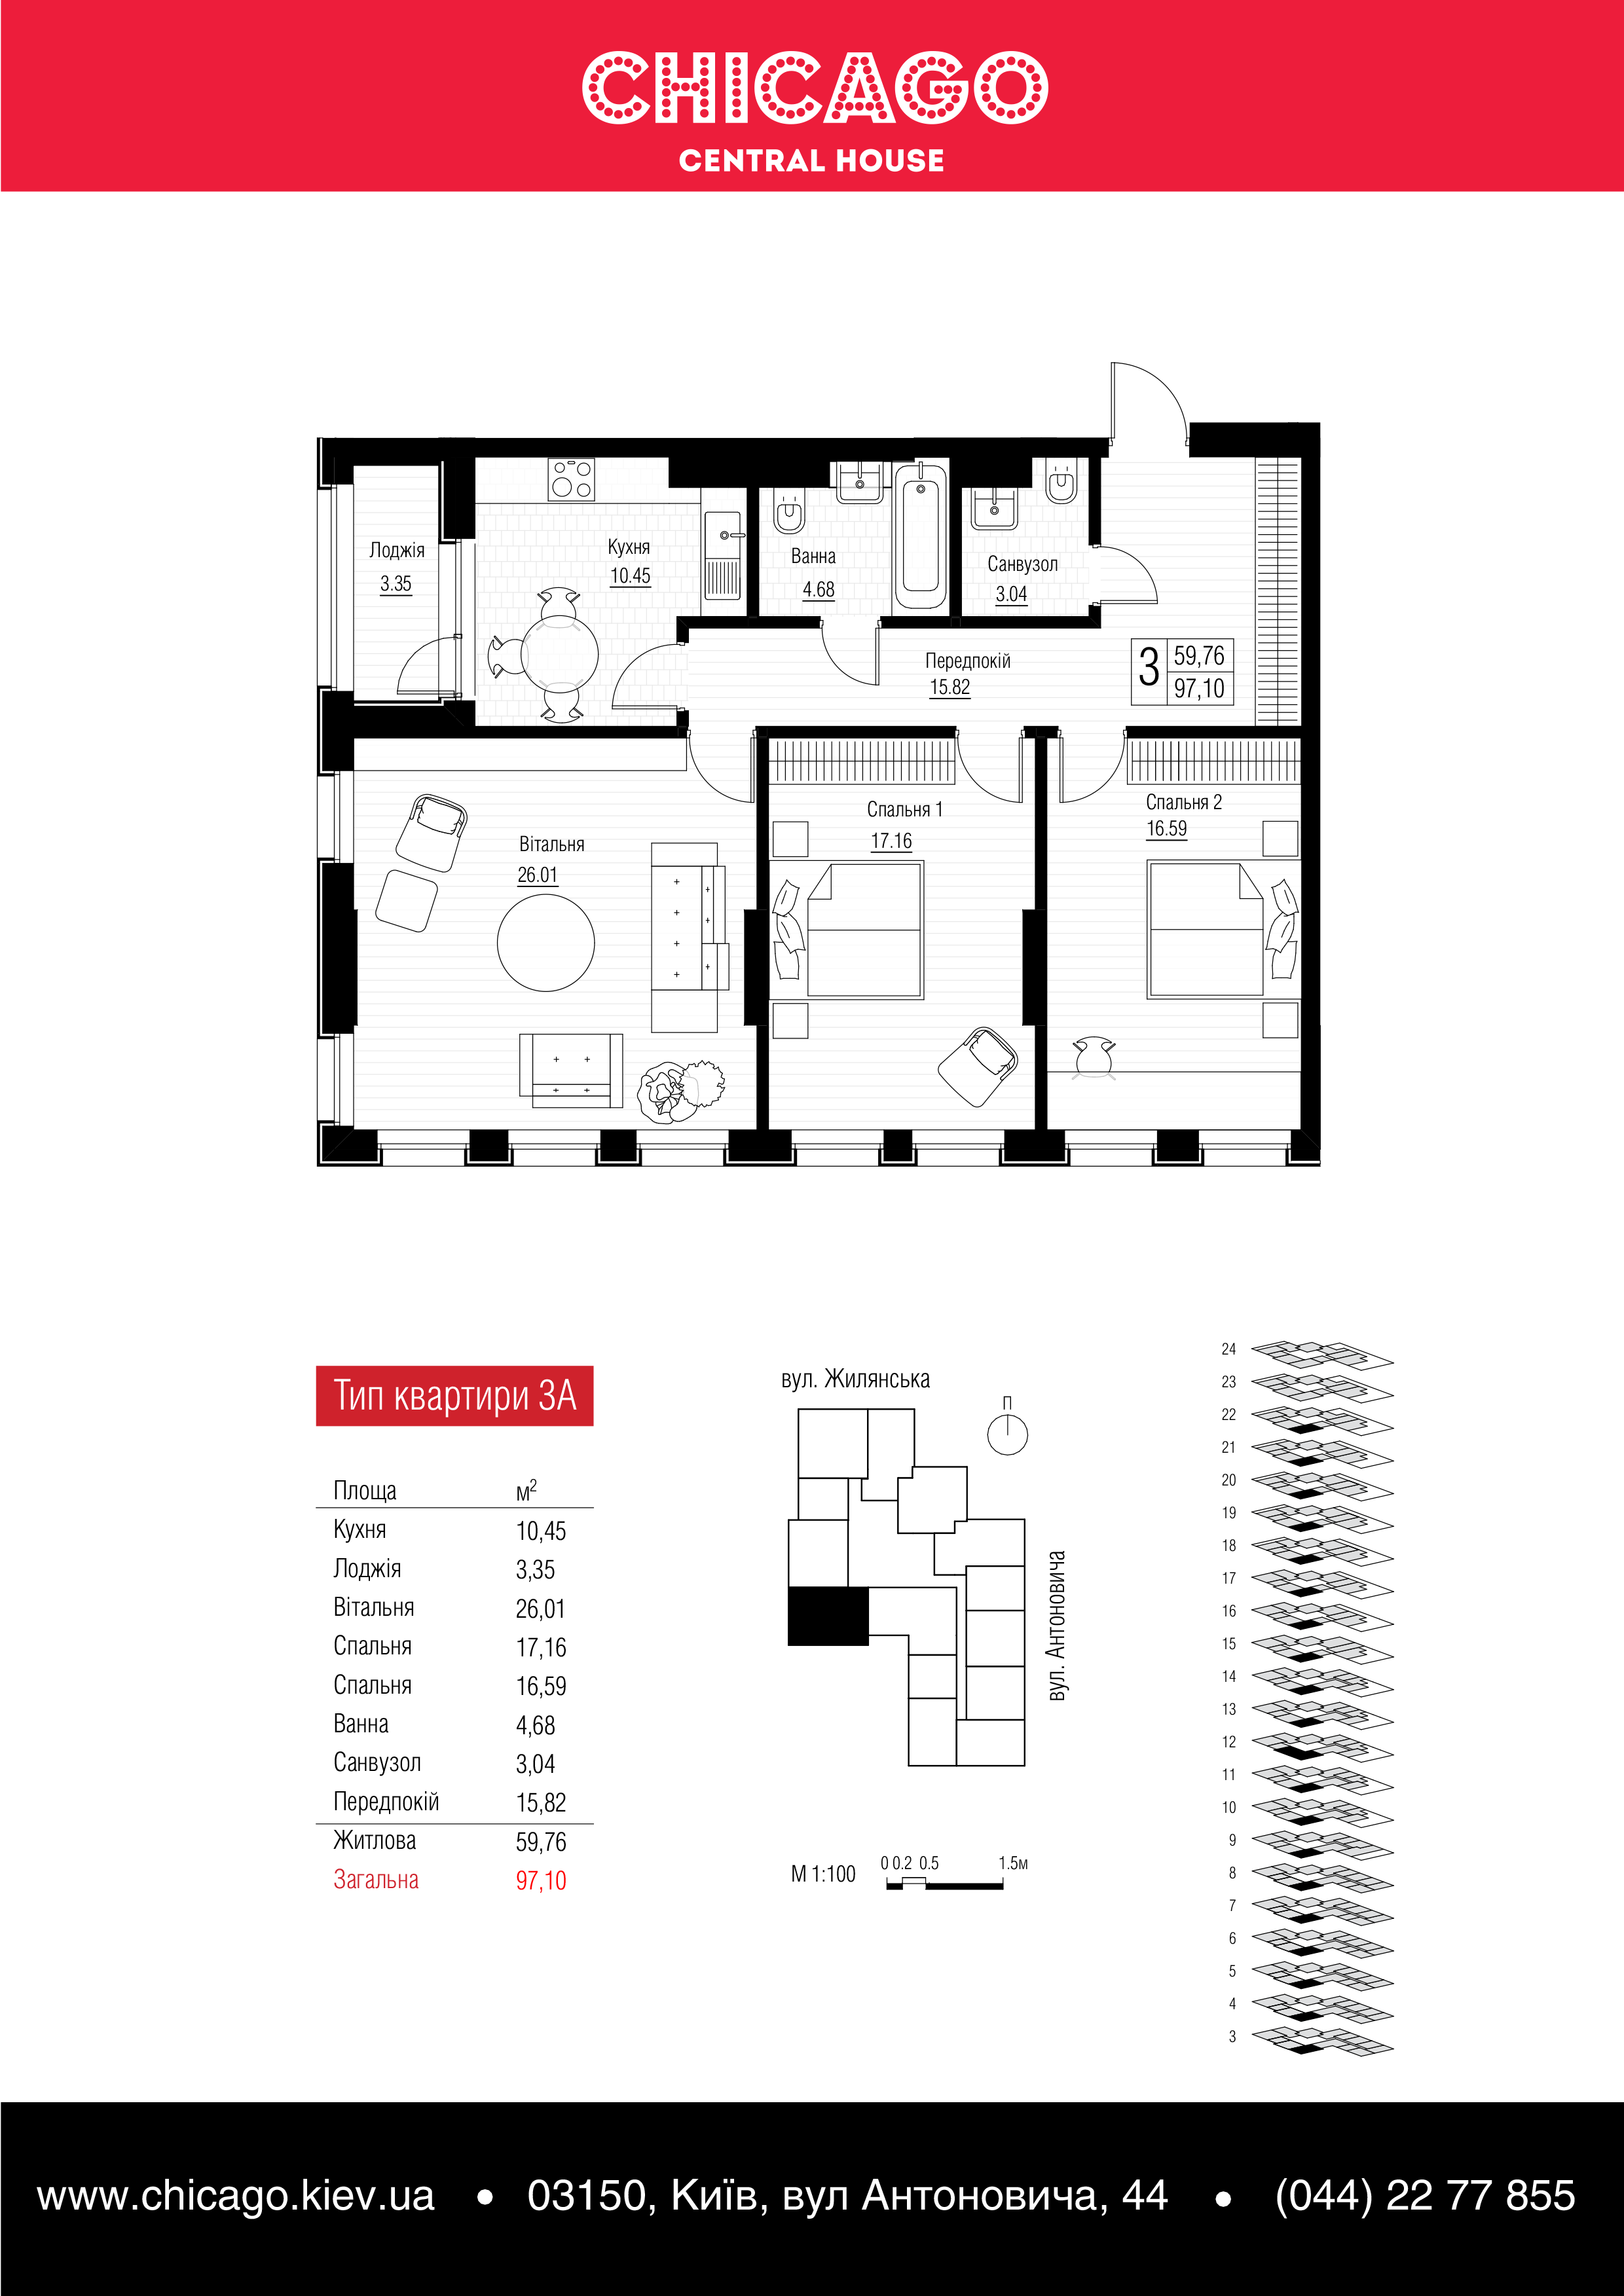 CHICAGO
CENTRAL HOUSE
Лоджія
3.35
Кухня
10.45
Ванна
4.68
Санвузол
3.04
Передпокій
15.82
3
59,76
97,10
Вітальня
26.01
Спальня 1
17.16
Спальня 2
16.59
Тип квартири 3А
Площа м²
Кухня 10,45
Лоджія 3,35
Вітальня 26,01
Спальня 17,16
Спальня 16,59
Ванна 4,68
Санвузол 3,04
Передпокій 15,82
Житлова 59,76
Загальна 97,10
вул. Жилянська
П
вул. Антоновича
М 1:100
0 0.2 0.5 1.5м
24
23
22
21
20
19
18
17
16
15
14
13
12
11
10
9
8
7
6
5
4
3
www.chicago.kiev.ua • 03150, Київ, вул Антоновича, 44 • (044) 22 77 855